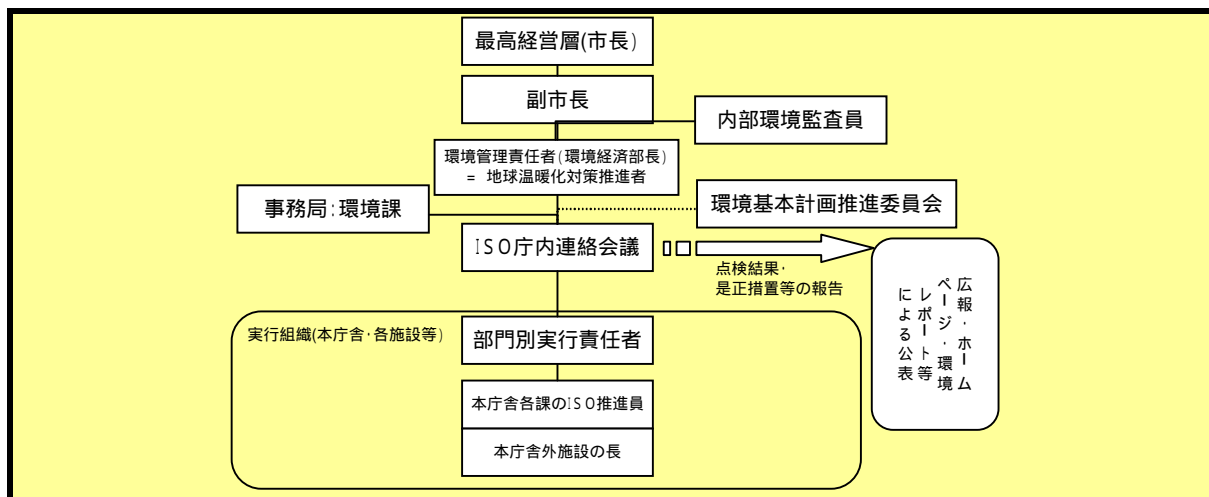 最高経営層(市長)
副市長
内部環境監査員
環境管理責任者(環境経済部長)
= 地球温暖化対策推進者
事務局:環境課
環境基本計画推進委員会
ISO庁内連絡会議
点検結果・
是正措置等の報告
広報・ホーム
ページ・環境
レポート等
による公表
実行組織(本庁舎・各施設等)
部門別実行責任者
本庁舎各課のISO推進員
本庁舎外施設の長